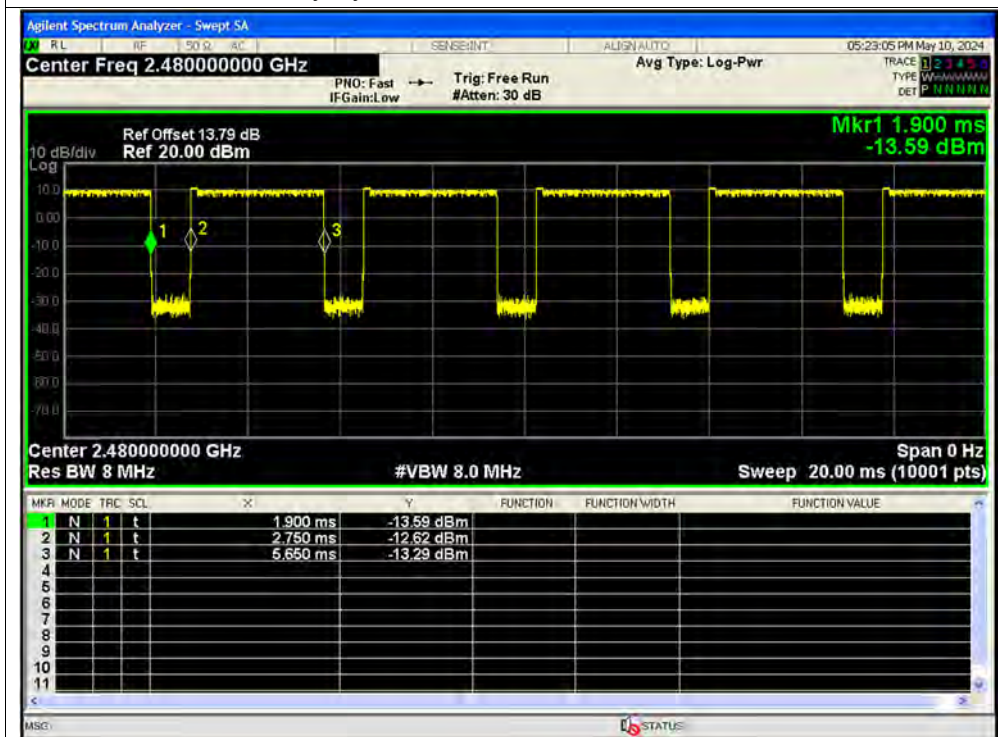 Agilent Spectrum Analyzer - Swept SA
RL RF 50 Ω AC SENSE:INT ALIGN AUTO 05:23:05 PM May 10, 2024
Center Freq 2.480000000 GHz
PNO: Fast
IFGain:Low
Trig: Free Run
#Atten: 30 dB
Avg Type: Log-Pwr
TRACE 1 2 3 4 5 6
TYPE W
DET P N N N N N
Mkr1 1.900 ms
-13.59 dBm
Ref Offset 13.79 dB
10 dB/div Ref 20.00 dBm
Log
10.0
0.00
-10.0
-20.0
-30.0
-40.0
-50.0
-60.0
-70.0
1
2
3
Center 2.480000000 GHz Span 0 Hz
Res BW 8 MHz #VBW 8.0 MHz Sweep 20.00 ms (10001 pts)
MKR MODE TRC SCL X Y FUNCTION FUNCTION WIDTH FUNCTION VALUE
1 N 1 t 1.900 ms -13.59 dBm
2 N 1 t 2.750 ms -12.62 dBm
3 N 1 t 5.650 ms -13.29 dBm
4
5
6
7
8
9
10
11
MSG STATUS